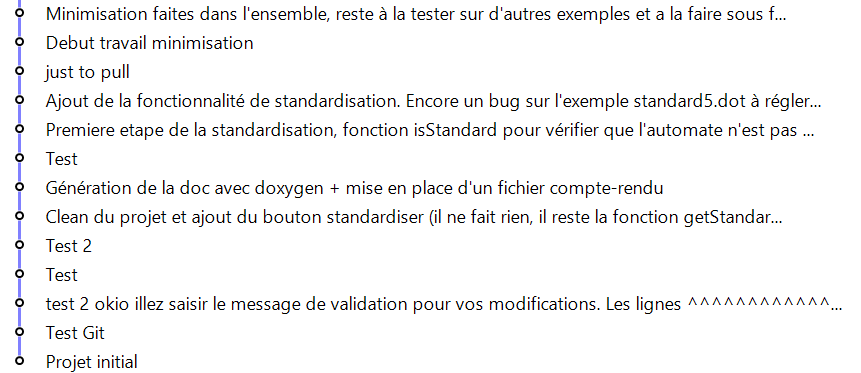 Minimisation faites dans l'ensemble, reste à la tester sur d'autres exemples et a la faire sous f...
Debut travail minimisation
just to pull
Ajout de la fonctionnalité de standardisation. Encore un bug sur l'exemple standard5.dot à régler...
Premiere etape de la standardisation, fonction isStandard pour vérifier que l'automate n'est pas ...
Test
Génération de la doc avec doxygen + mise en place d'un fichier compte-rendu
Clean du projet et ajout du bouton standardiser (il ne fait rien, il reste la fonction getStandar...
Test 2
Test
test 2 okio illez saisir le message de validation pour vos modifications. Les lignes ^^^^^^^^^^^^...
Test Git
Projet initial